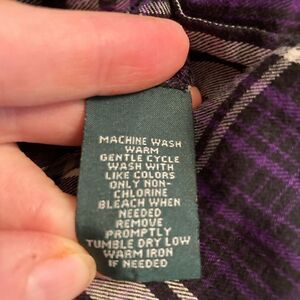 MACHINE WASH
WARM
GENTLE CYCLE
WASH WITH
LIKE COLORS
ONLY NON-
CHLORINE
BLEACH WHEN
NEEDED
REMOVE
PROMPTLY
TUMBLE DRY LOW
WARM IRON
IF NEEDED